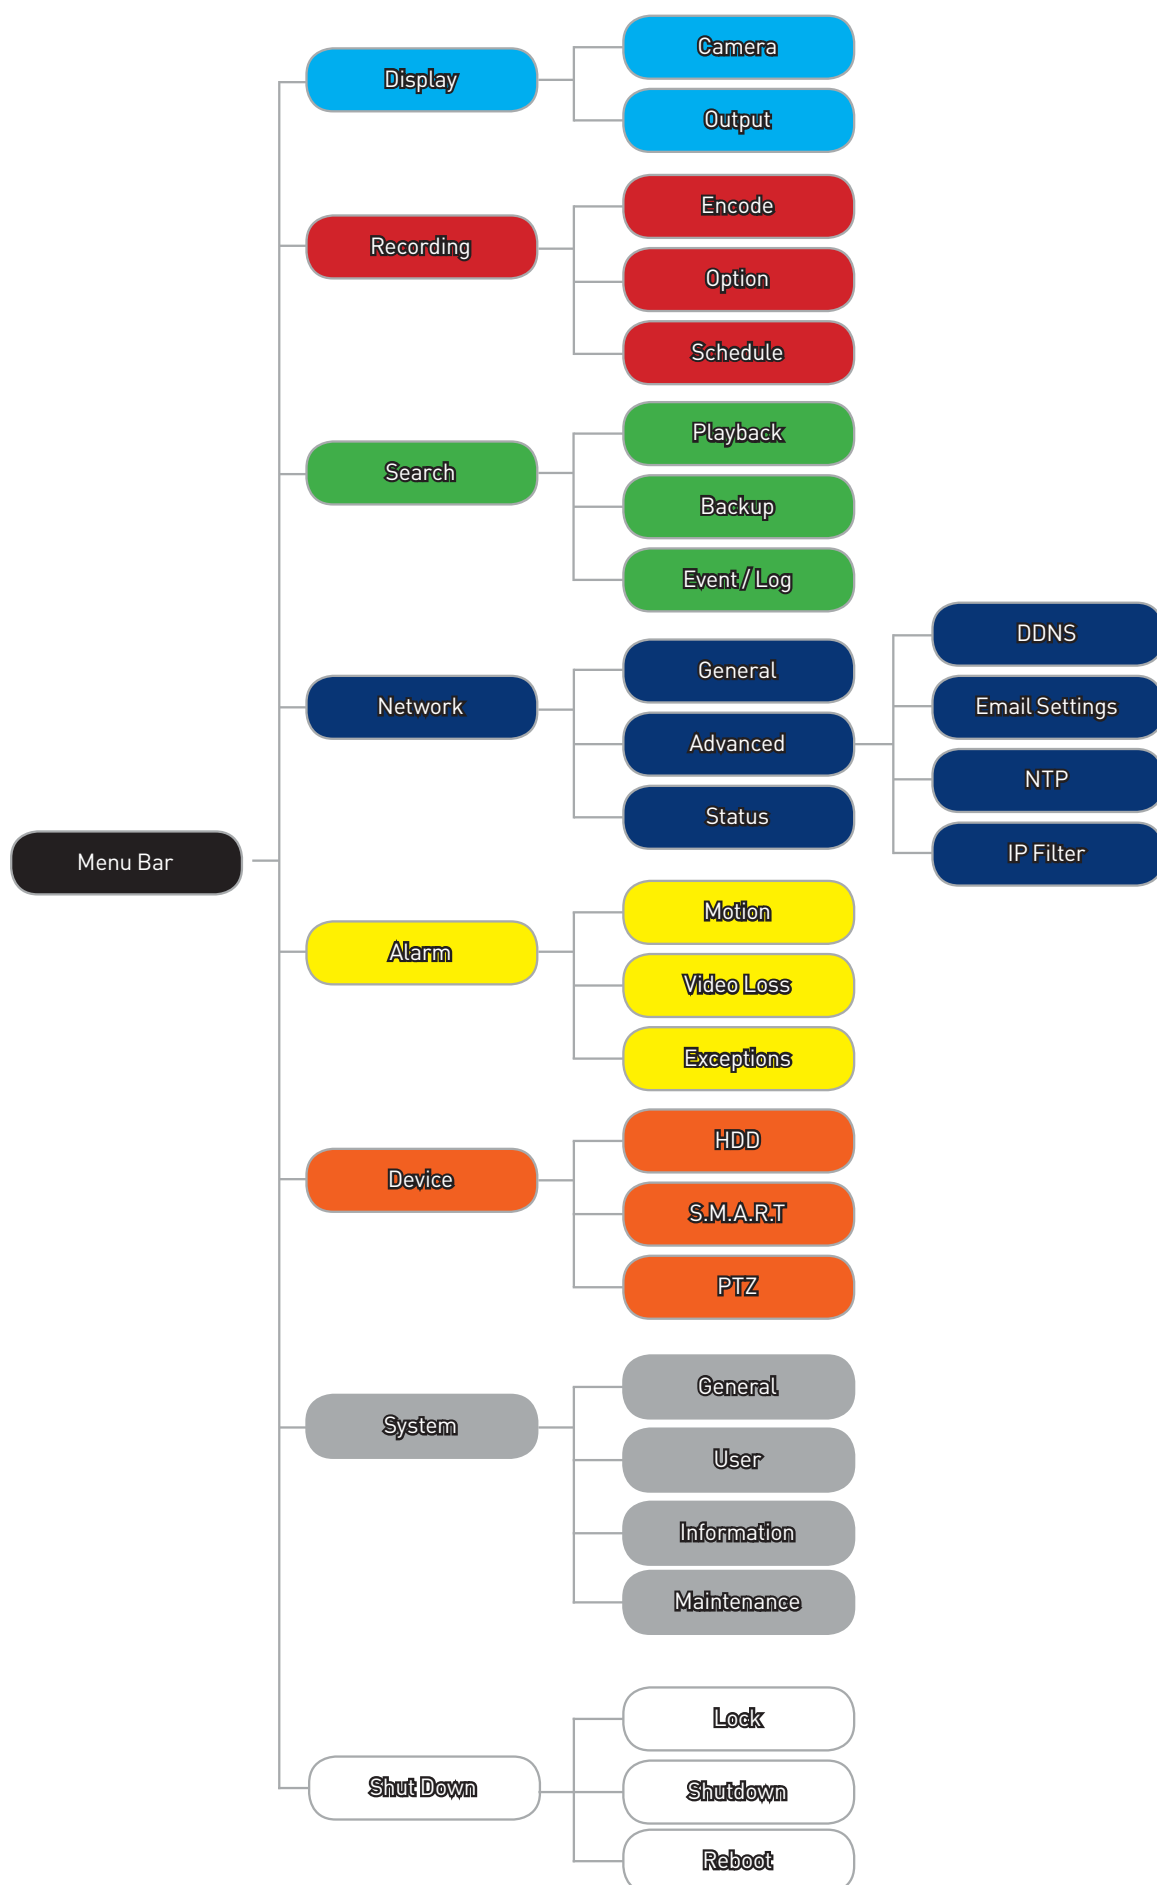 Menu Bar
Display
Camera
Output
Recording
Encode
Option
Schedule
Search
Playback
Backup
Event / Log
Network
General
Advanced
DDNS
Email Settings
NTP
IP Filter
Status
Alarm
Motion
Video Loss
Exceptions
Device
HDD
S.M.A.R.T
PTZ
System
General
User
Information
Maintenance
Shut Down
Lock
Shutdown
Reboot